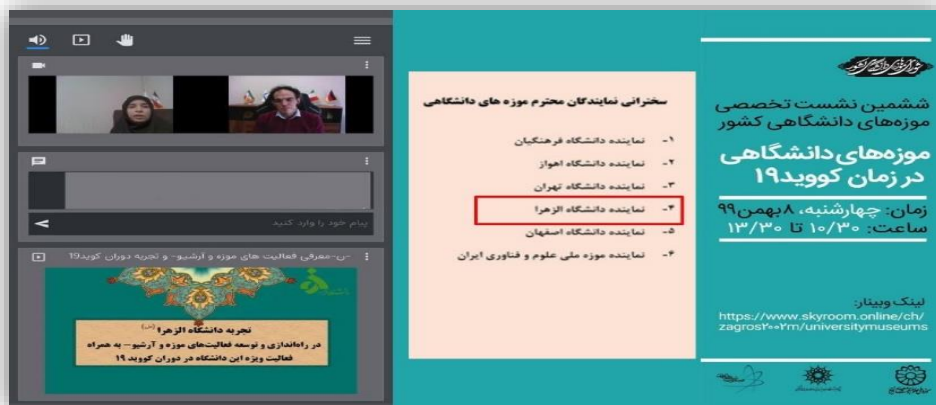 پیام خود را وارد کنید
-ن-معرفی فعالیت های موزه و آرشیو- و تجربه دوران کوید19
تجربه دانشگاه الزهرا (س)
در راه‌اندازی و توسعه فعالیت‌های موزه و آرشیو – به همراه
فعالیت ویژه این دانشگاه در دوران کووید ۱۹
سخنرانی نمایندگان محترم موزه های دانشگاهی
۱- نماینده دانشگاه فرهنگیان
۲- نماینده دانشگاه اهواز
۳- نماینده دانشگاه تهران
۴- نماینده دانشگاه الزهرا
۵- نماینده دانشگاه اصفهان
۶- نماینده موزه ملی علوم و فناوری ایران
ششمین نشست تخصصی
موزه‌های دانشگاهی کشور
موزه‌های دانشگاهی
در زمان کووید۱۹
زمان: چهارشنبه، ۸بهمن۹۹
ساعت: ۱۰/۳۰ تا ۱۳/۳۰
لینک وبینار:
https://www.skyroom.online/ch/
zagros۲۰۰۲m/universitymuseums